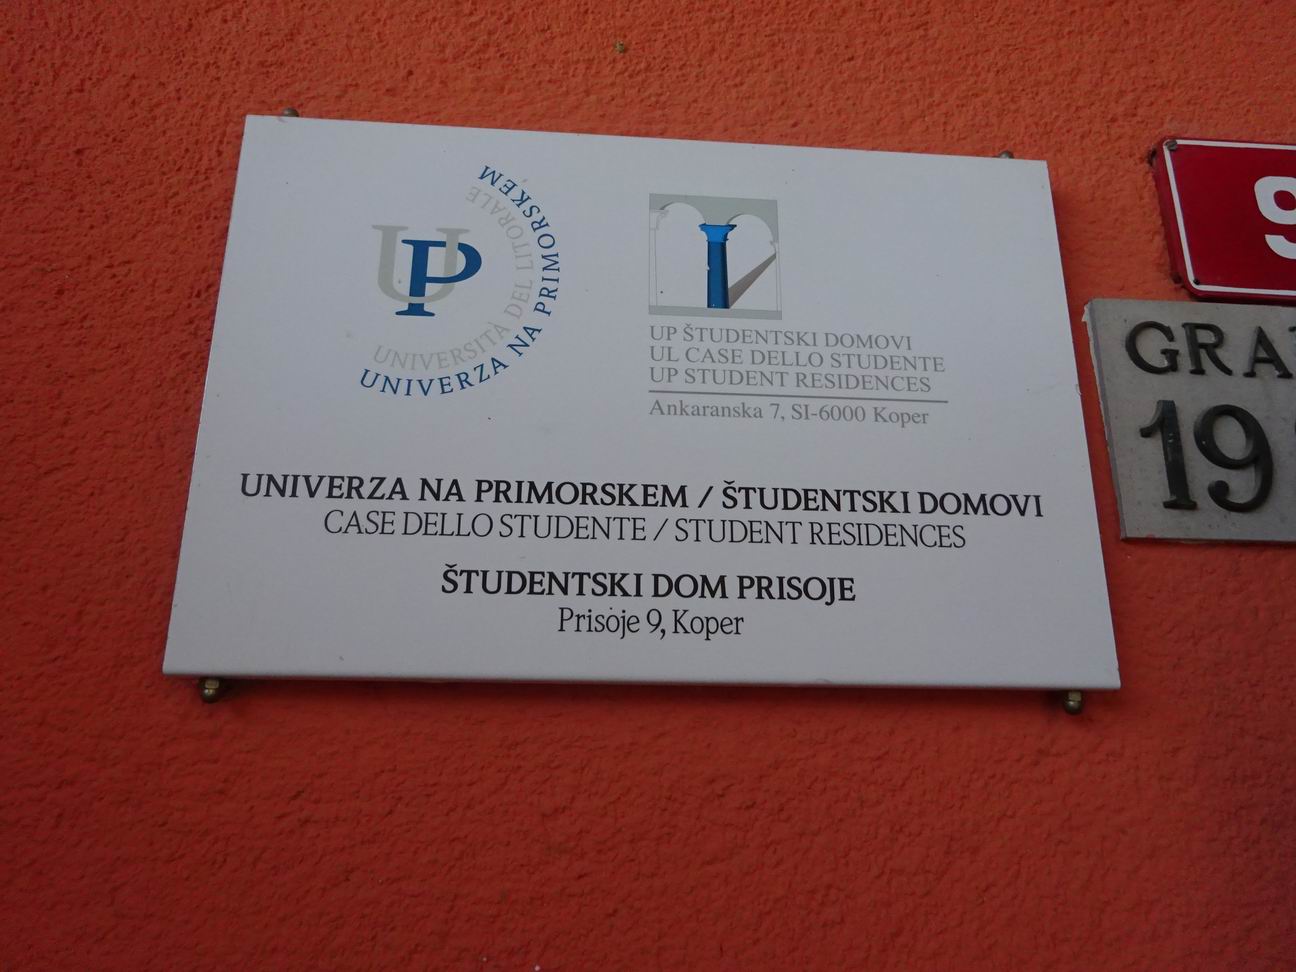 UP
UNIVERSITÀ DEL LITORALE
UNIVERZA NA PRIMORSKEM
UP ŠTUDENTSKI DOMOVI
UL CASE DELLO STUDENTE
UP STUDENT RESIDENCES
Ankaranska 7, SI-6000 Koper
UNIVERZA NA PRIMORSKEM / ŠTUDENTSKI DOMOVI
CASE DELLO STUDENTE / STUDENT RESIDENCES
ŠTUDENTSKI DOM PRISOJE
Prisoje 9, Koper
9